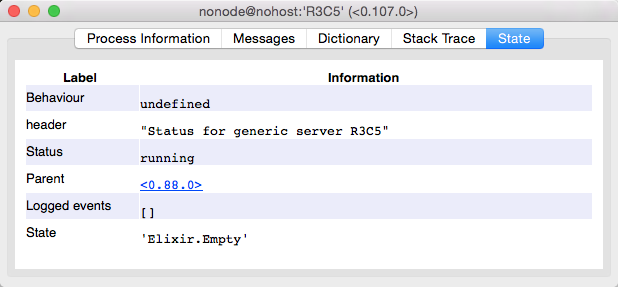 nonode@nohost:'R3C5' (<0.107.0>)
Process Information Messages Dictionary Stack Trace State
Label Information
Behaviour undefined
header "Status for generic server R3C5"
Status running
Parent <0.88.0>
Logged events []
State 'Elixir.Empty'